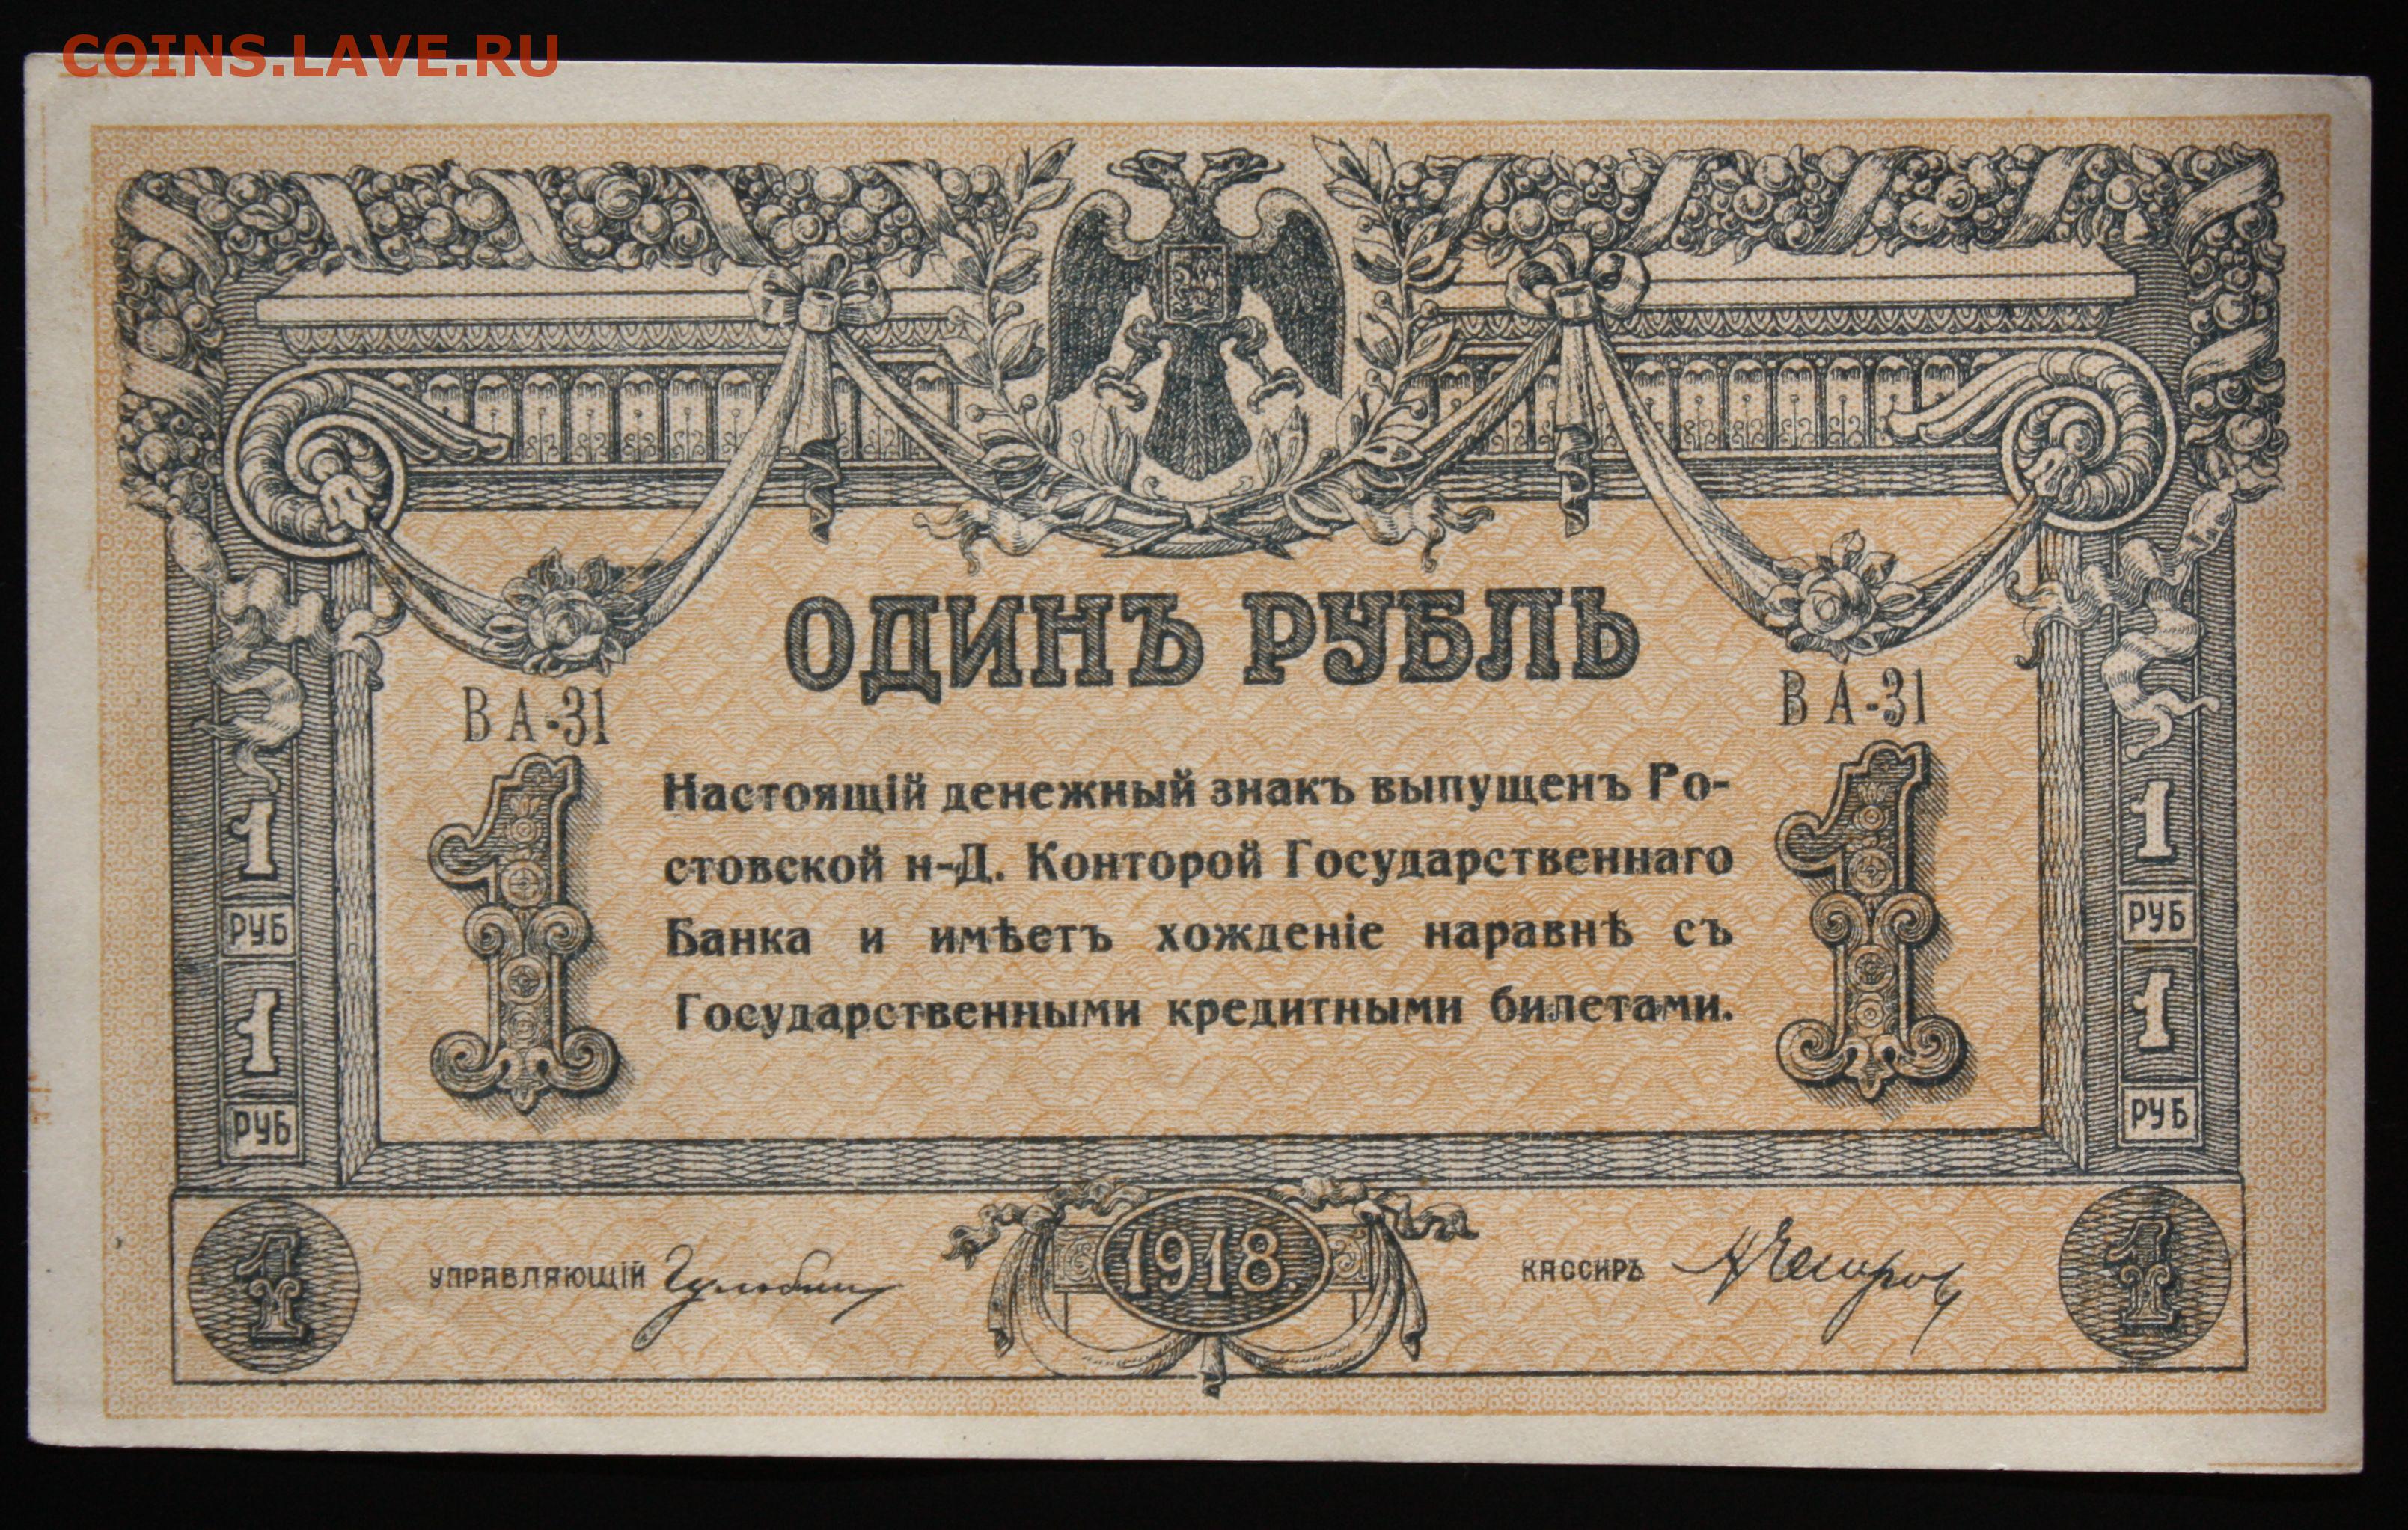 COINS.LAVE.RU
ОДИНЪ РУБЛЬ
ВА-31
ВА-31
1
1
Настоящій денежный знакъ выпущенъ Ро-
стовской н-Д. Конторой Государственнаго
Банка и имѣетъ хожденіе наравнѣ съ
Государственными кредитными билетами.
1
РУБ
1
РУБ
1
РУБ
1
РУБ
1
УПРАВЛЯЮЩІЙ
1918.
КАССИРЪ
1